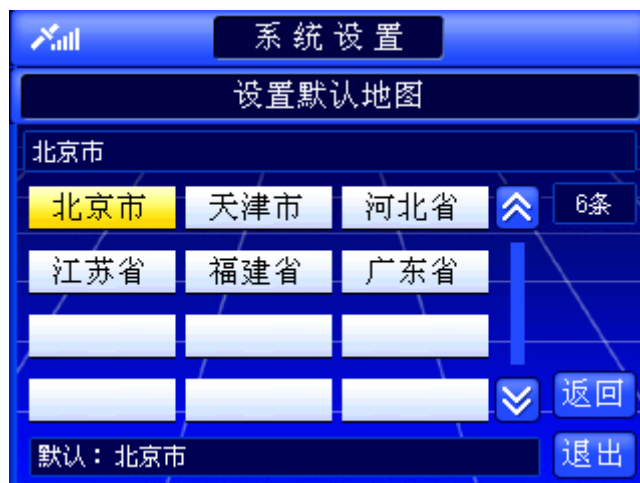 系统设置
设置默认地图
北京市
北京市 天津市 河北省 6条
江苏省 福建省 广东省
返回
默认：北京市 退出